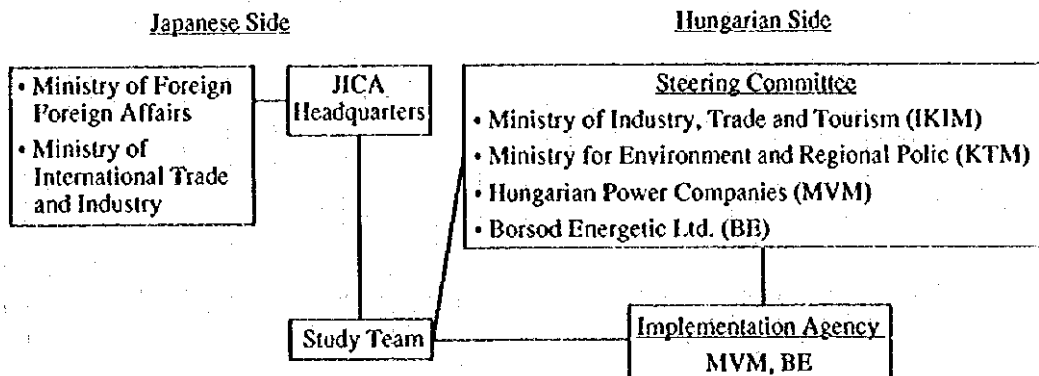 Japanese Side
• Ministry of Foreign
Foreign Affairs
• Ministry of
International Trade
and Industry
JICA
Headquarters
Study Team
Hungarian Side
Steering Committee
• Ministry of Industry, Trade and Tourism (IKIM)
• Ministry for Environment and Regional Polic (KTM)
• Hungarian Power Companies (MVM)
• Borsod Energetic Ltd. (BE)
Implementation Agency
MVM, BE